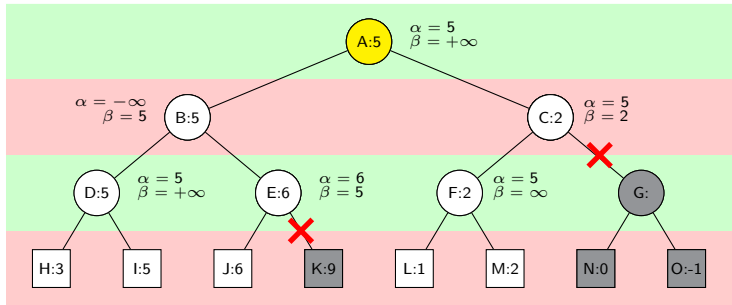 A:5
α = 5
β = +∞
α = −∞
β = 5
B:5
C:2
α = 5
β = 2
D:5
α = 5
β = +∞
E:6
α = 6
β = 5
F:2
α = 5
β = ∞
G:
H:3
I:5
J:6
K:9
L:1
M:2
N:0
O:-1